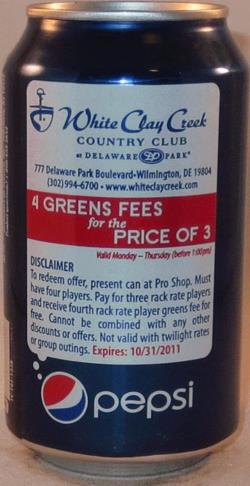 White Clay Creek
COUNTRY CLUB
at DELAWARE DP PARK®
777 Delaware Park Boulevard•Wilmington, DE 19804
(302)994-6700 • www.whiteclaycreek.com
4 GREENS FEES
for the
PRICE OF 3
Valid Monday – Thursday (before 1:00pm)
DISCLAIMER
To redeem offer, present can at Pro Shop. Must
have four players. Pay for three rack rate players
and receive fourth rack rate player greens fee for
free. Cannot be combined with any other
discounts or offers. Not valid with twilight rates
or group outings. Expires: 10/31/2011
pepsi